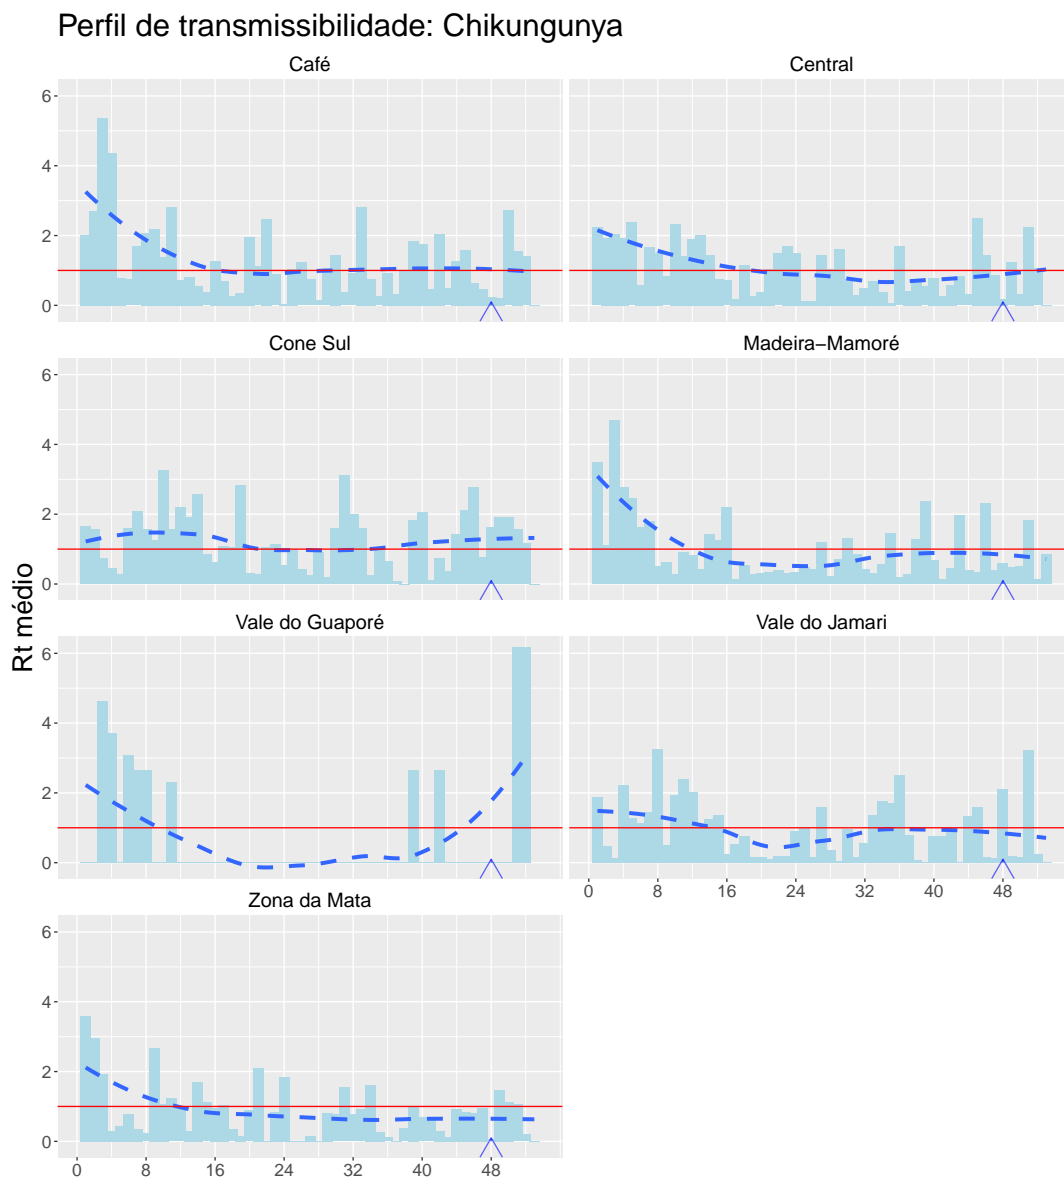 Perfil de transmissibilidade: Chikungunya
Café
Central
6
4
2
0
Cone Sul
Madeira−Mamoré
6
4
2
0
Rt médio
Vale do Guaporé
Vale do Jamari
6
4
2
0
0 8 16 24 32 40 48
Zona da Mata
6
4
2
0
0 8 16 24 32 40 48